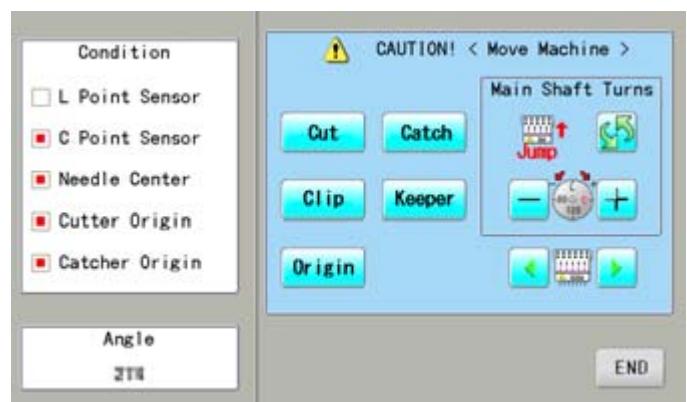 Condition
L Point Sensor
C Point Sensor
Needle Center
Cutter Origin
Catcher Origin
Angle
CAUTION! < Move Machine >
Main Shaft Turns
Cut
Catch
Jump
Clip
Keeper
Origin
END